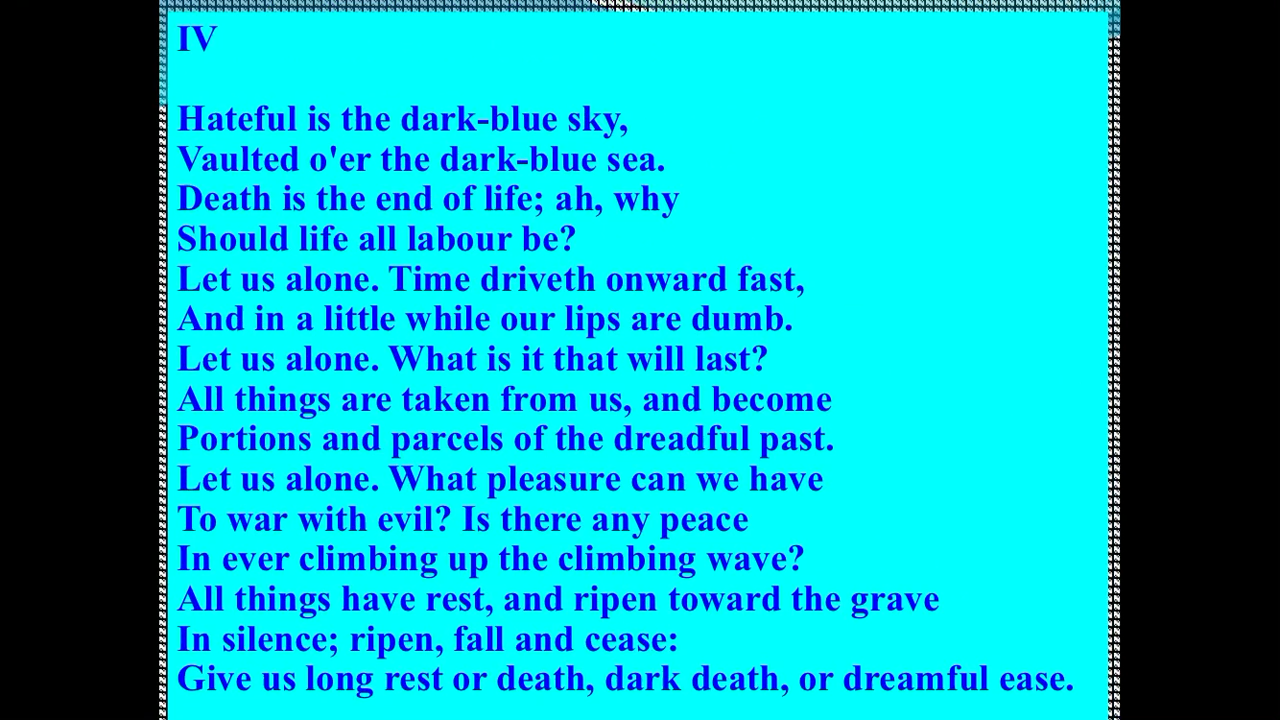 IV
Hateful is the dark-blue sky,
Vaulted o'er the dark-blue sea.
Death is the end of life; ah, why
Should life all labour be?
Let us alone. Time driveth onward fast,
And in a little while our lips are dumb.
Let us alone. What is it that will last?
All things are taken from us, and become
Portions and parcels of the dreadful past.
Let us alone. What pleasure can we have
To war with evil? Is there any peace
In ever climbing up the climbing wave?
All things have rest, and ripen toward the grave
In silence; ripen, fall and cease:
Give us long rest or death, dark death, or dreamful ease.